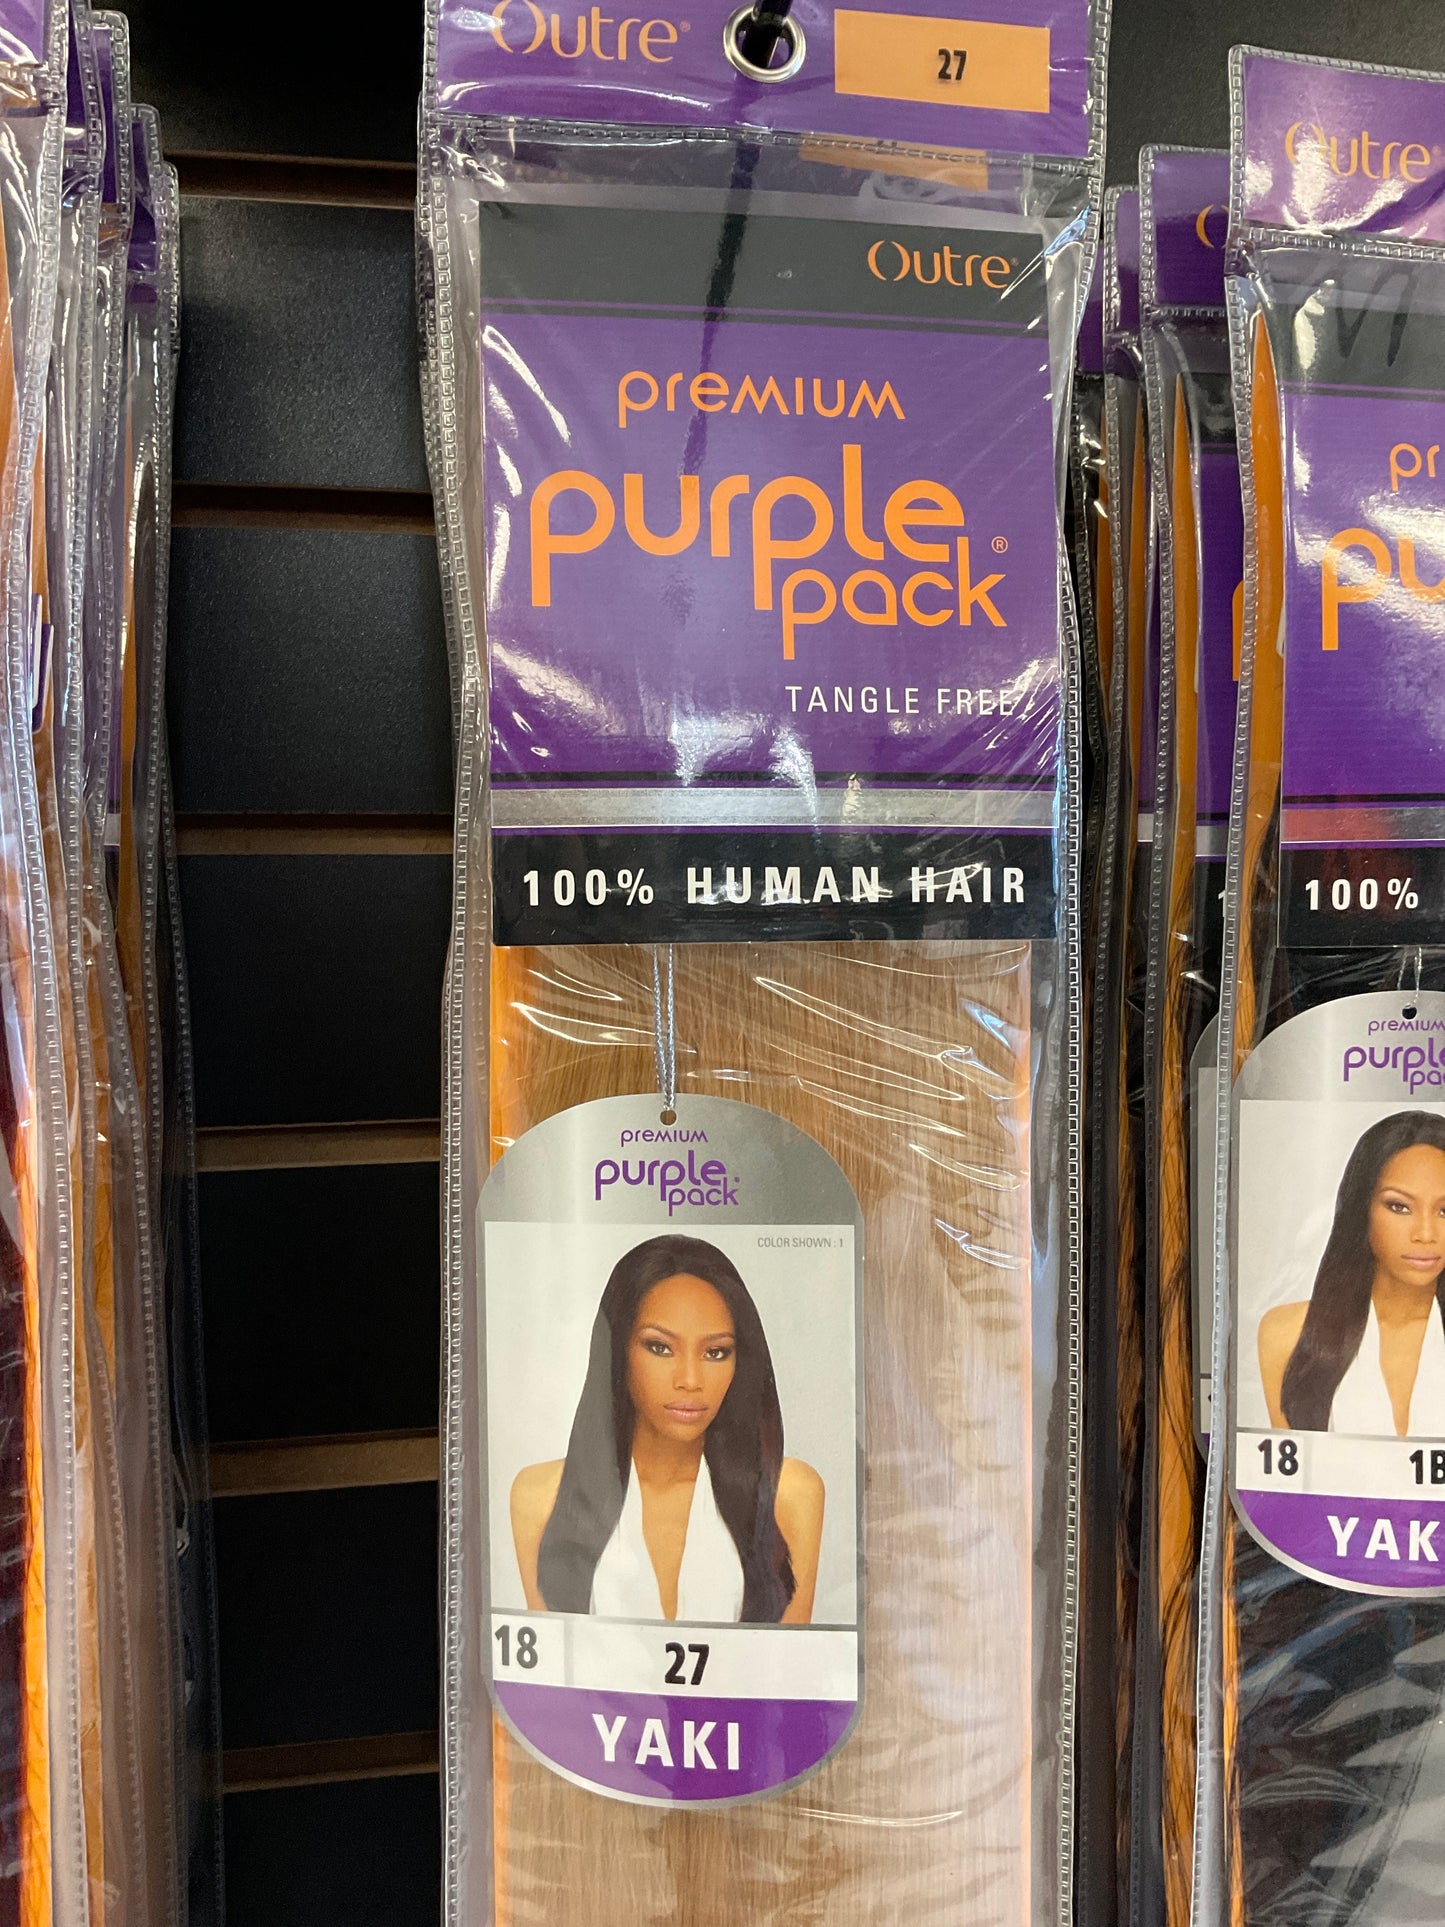 Outre®
27
Outre®
premium
purple
pack®
TANGLE FREE
100% HUMAN HAIR
premium
purple
pack
COLOR SHOWN : 1
18
27
YAKI
Outre®
100%
premium
18
1B